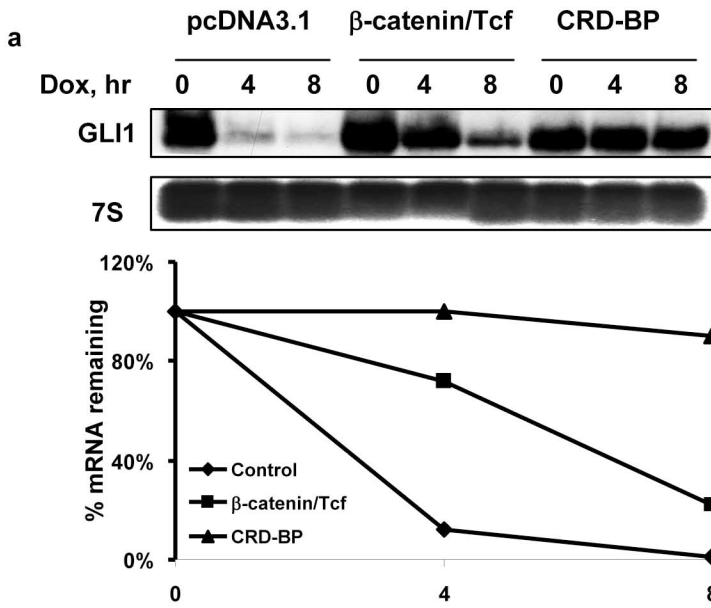 a
pcDNA3.1 β-catenin/Tcf CRD-BP
Dox, hr 0 4 8 0 4 8 0 4 8
GLI1
7S
120%
80%
40%
0%
% mRNA remaining
Control
β-catenin/Tcf
CRD-BP
0 4 8